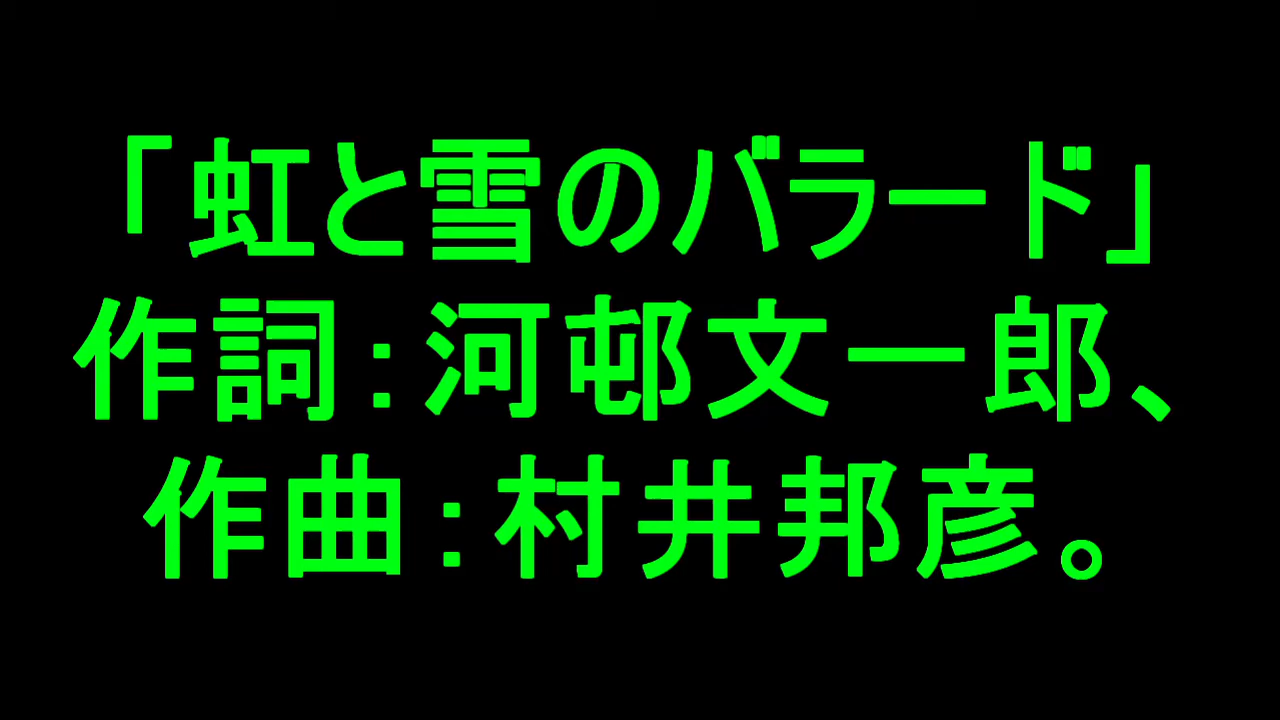 「虹と雪のバラード」
作詞：河邨文一郎、
作曲：村井邦彦。